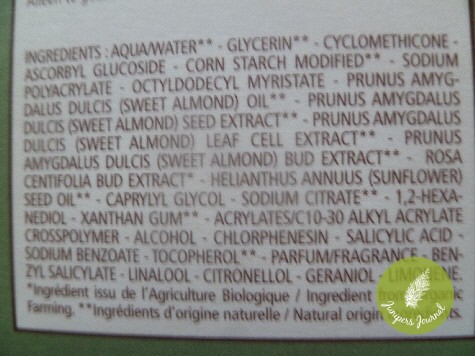 INGREDIENTS : AQUA/WATER** - GLYCERIN** - CYCLOMETHICONE -
ASCORBYL GLUCOSIDE - CORN STARCH MODIFIED** - SODIUM
POLYACRYLATE - OCTYLDODECYL MYRISTATE - PRUNUS AMYG-
DALUS DULCIS (SWEET ALMOND) OIL** - PRUNUS AMYGDALUS
DULCIS (SWEET ALMOND) SEED EXTRACT** - PRUNUS AMYGDALUS
DULCIS (SWEET ALMOND) LEAF CELL EXTRACT** - PRUNUS
AMYGDALUS DULCIS (SWEET ALMOND) BUD EXTRACT** - ROSA
CENTIFOLIA BUD EXTRACT* - HELIANTHUS ANNUUS (SUNFLOWER)
SEED OIL** - CAPRYLYL GLYCOL - SODIUM CITRATE** - 1,2-HEXA-
NEDIOL - XANTHAN GUM** - ACRYLATES/C10-30 ALKYL ACRYLATE
CROSSPOLYMER - ALCOHOL - CHLORPHENESIN - SALICYLIC ACID -
SODIUM BENZOATE - TOCOPHEROL** - PARFUM/FRAGRANCE - BEN-
ZYL SALICYLATE - LINALOOL - CITRONELLOL - GERANIOL - LIMONENE.
*Ingrédient issu de l'Agriculture Biologique / Ingredient from Organic
Farming. **Ingrédients d'origine naturelle / Natural origin
Junipers Journal